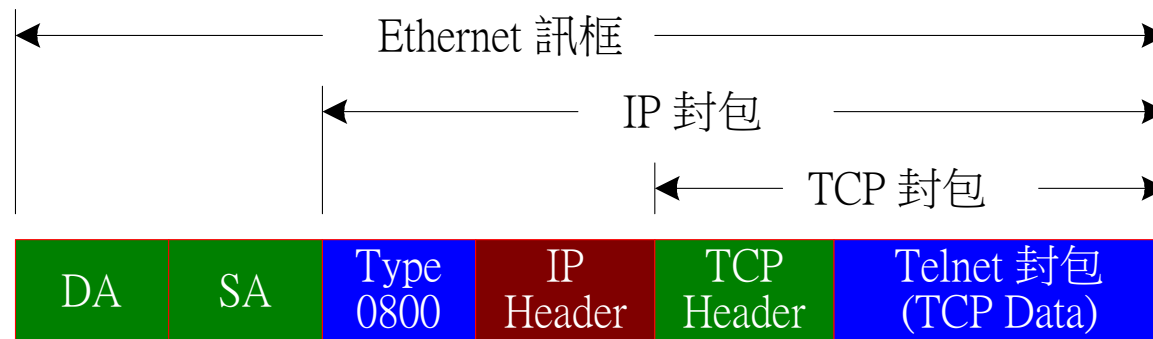 Ethernet 訊框
IP 封包
TCP 封包
DA
SA
Type
0800
IP
Header
TCP
Header
Telnet 封包
(TCP Data)